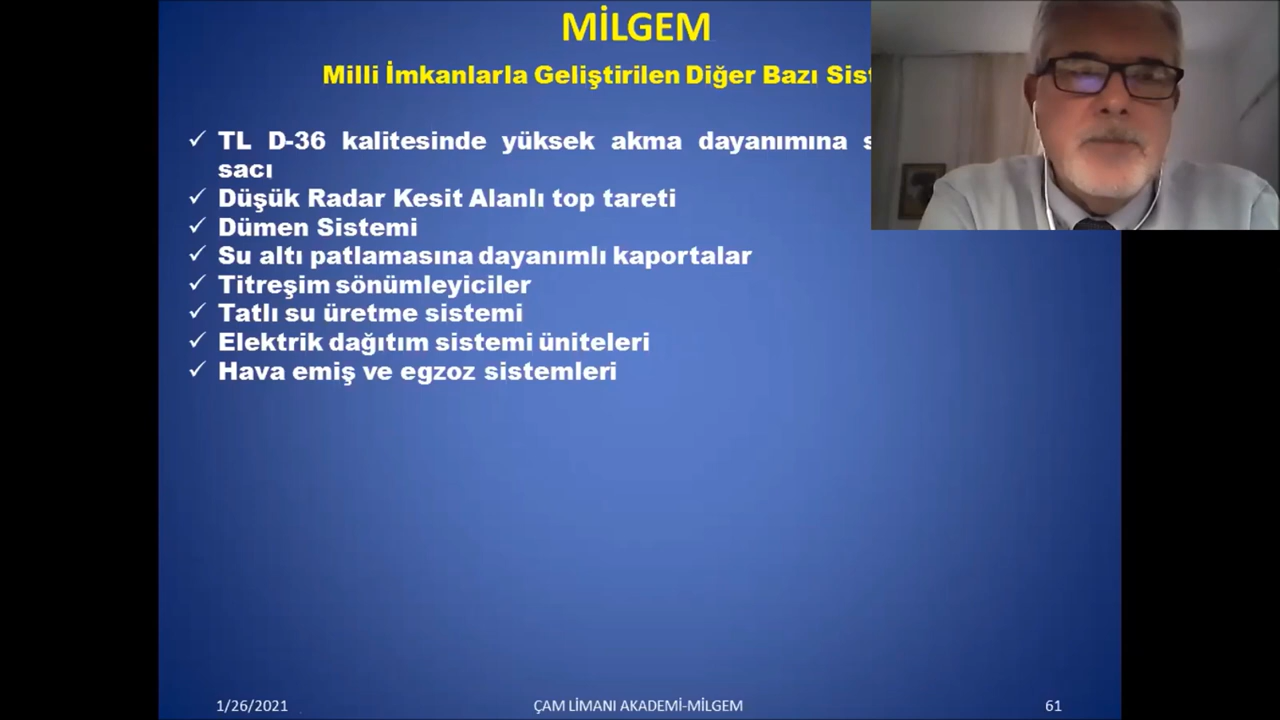 MİLGEM
Milli İmkanlarla Geliştirilen Diğer Bazı
✓ TL D-36 kalitesinde yüksek akma dayanımına
sacı
✓ Düşük Radar Kesit Alanlı top tareti
✓ Dümen Sistemi
✓ Su altı patlamasına dayanımlı kaportalar
✓ Titreşim sönümleyiciler
✓ Tatlı su üretme sistemi
✓ Elektrik dağıtım sistemi üniteleri
✓ Hava emiş ve egzoz sistemleri
1/26/2021 ÇAM LİMANI AKADEMİ-MİLGEM 61